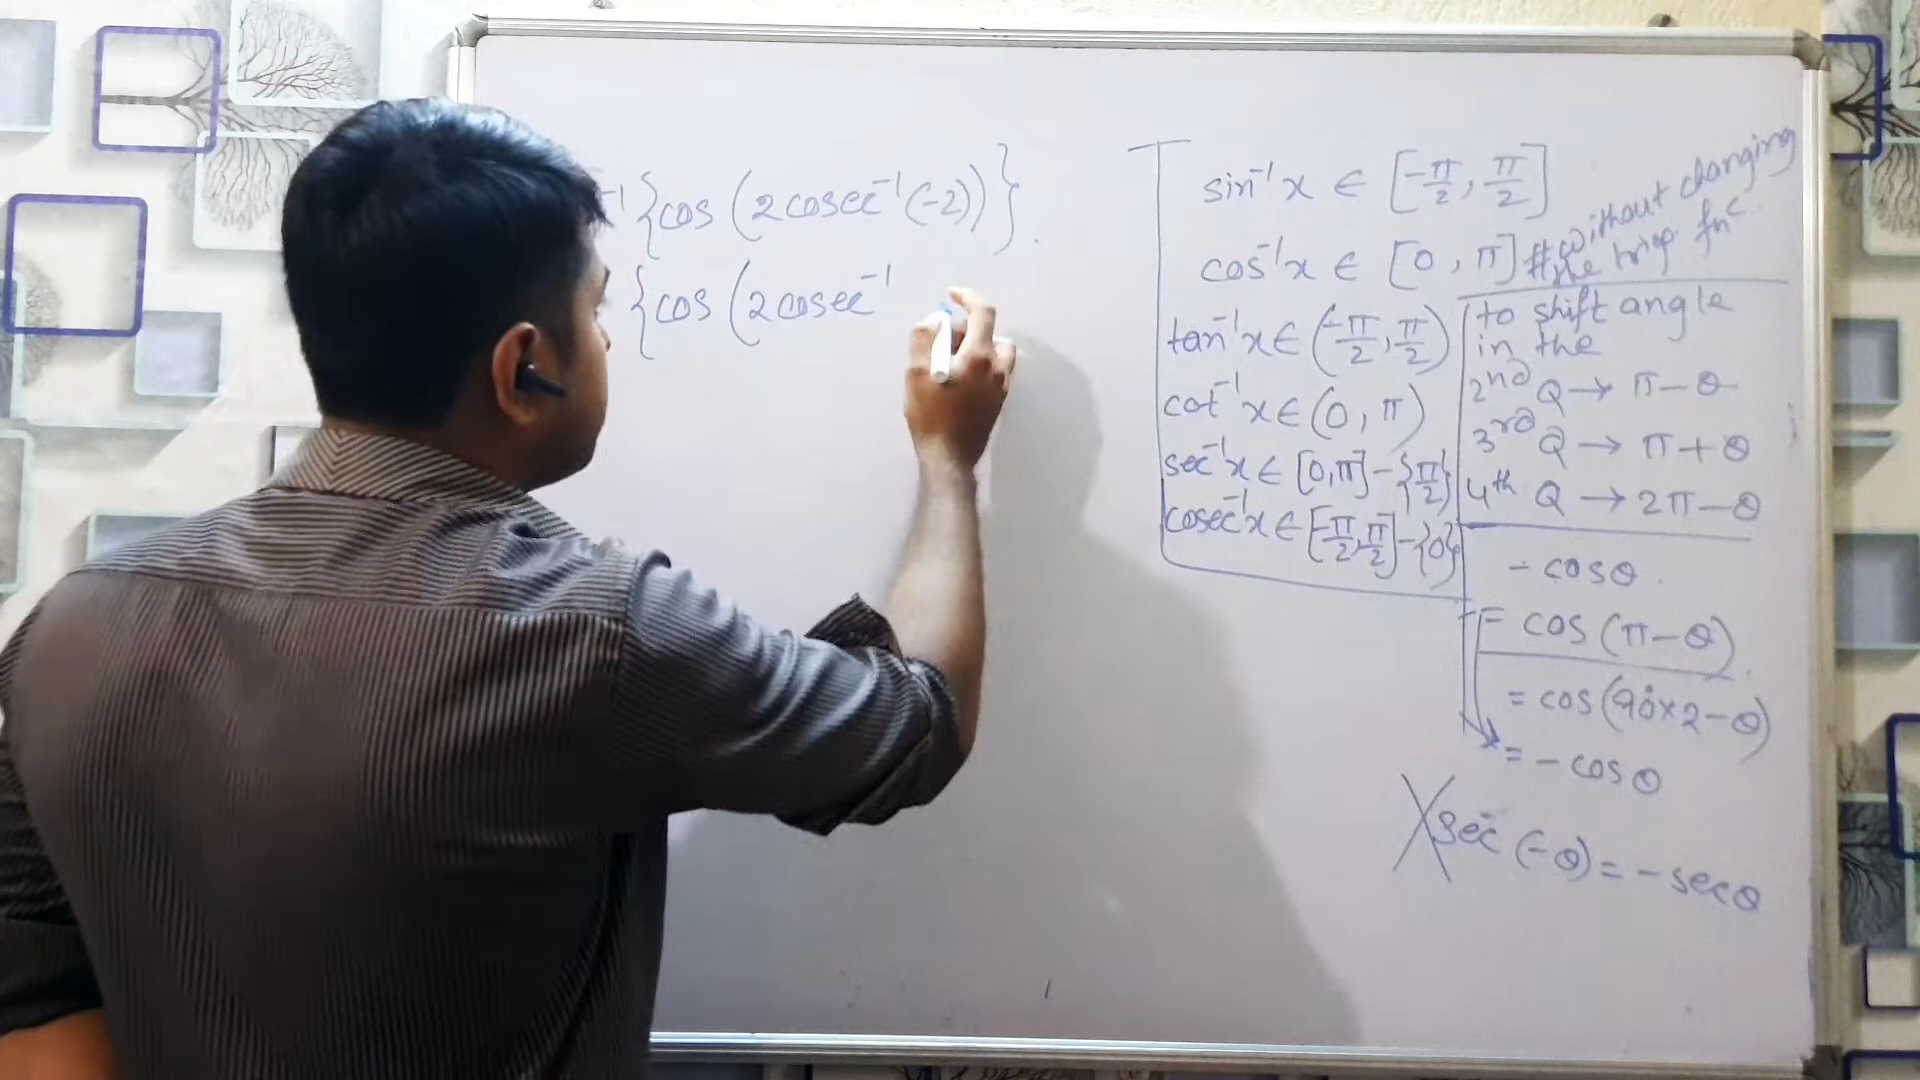 ⁻¹{cos (2cosec⁻¹(-2))}.
{cos (2cosec⁻¹
sin⁻¹x ∈ [-π/2, π/2]
cos⁻¹x ∈ [0, π]
tan⁻¹x ∈ (-π/2, π/2)
cot⁻¹x ∈ (0, π)
sec⁻¹x ∈ [0, π] - {π/2}
cosec⁻¹x ∈ [-π/2, π/2] - {0}
# without changing
the trig. fnᶜ
to shift angle
in the
2nd Q → π - θ
3rd Q → π + θ
4th Q → 2π - θ
- cosθ.
= cos (π - θ).
= cos (90° × 2 - θ)
= - cosθ
sec (-θ) = - secθ